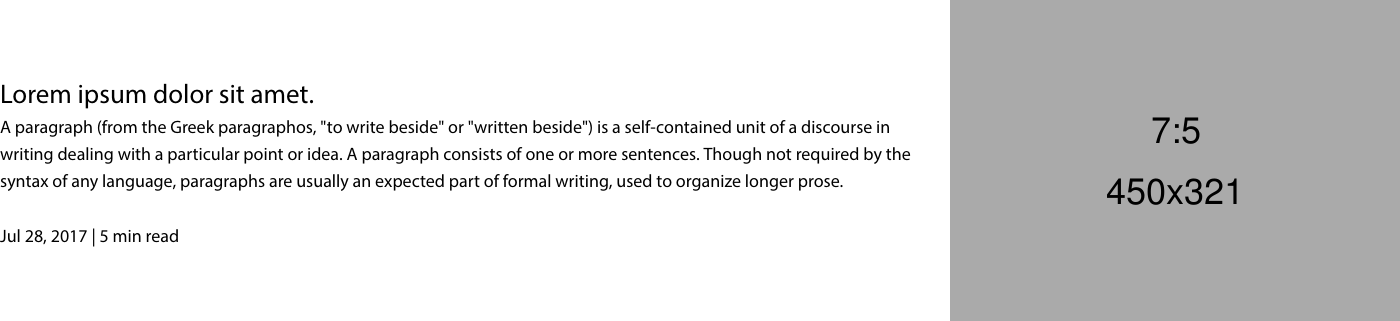 Lorem ipsum dolor sit amet.
A paragraph (from the Greek paragraphos, "to write beside" or "written beside") is a self-contained unit of a discourse in
writing dealing with a particular point or idea. A paragraph consists of one or more sentences. Though not required by the
syntax of any language, paragraphs are usually an expected part of formal writing, used to organize longer prose.
Jul 28, 2017 | 5 min read
7:5
450x321